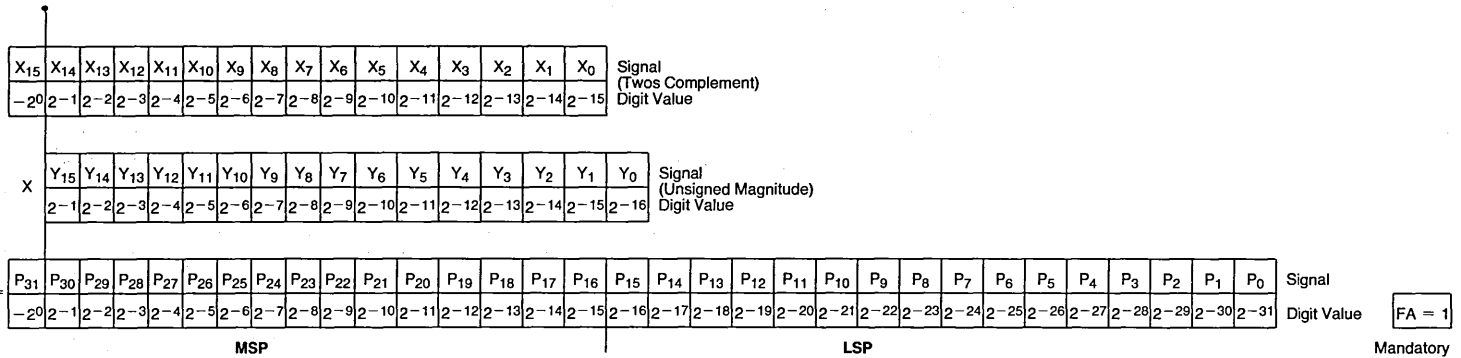 X₁₅ X₁₄ X₁₃ X₁₂ X₁₁ X₁₀ X₉ X₈ X₇ X₆ X₅ X₄ X₃ X₂ X₁ X₀ Signal
(Twos Complement)
−2⁰ 2⁻¹ 2⁻² 2⁻³ 2⁻⁴ 2⁻⁵ 2⁻⁶ 2⁻⁷ 2⁻⁸ 2⁻⁹ 2⁻¹⁰ 2⁻¹¹ 2⁻¹² 2⁻¹³ 2⁻¹⁴ 2⁻¹⁵ Digit Value
X Y₁₅ Y₁₄ Y₁₃ Y₁₂ Y₁₁ Y₁₀ Y₉ Y₈ Y₇ Y₆ Y₅ Y₄ Y₃ Y₂ Y₁ Y₀ Signal
(Unsigned Magnitude)
2⁻¹ 2⁻² 2⁻³ 2⁻⁴ 2⁻⁵ 2⁻⁶ 2⁻⁷ 2⁻⁸ 2⁻⁹ 2⁻¹⁰ 2⁻¹¹ 2⁻¹² 2⁻¹³ 2⁻¹⁴ 2⁻¹⁵ 2⁻¹⁶ Digit Value
= P₃₁ P₃₀ P₂₉ P₂₈ P₂₇ P₂₆ P₂₅ P₂₄ P₂₃ P₂₂ P₂₁ P₂₀ P₁₉ P₁₈ P₁₇ P₁₆ P₁₅ P₁₄ P₁₃ P₁₂ P₁₁ P₁₀ P₉ P₈ P₇ P₆ P₅ P₄ P₃ P₂ P₁ P₀ Signal
−2⁰ 2⁻¹ 2⁻² 2⁻³ 2⁻⁴ 2⁻⁵ 2⁻⁶ 2⁻⁷ 2⁻⁸ 2⁻⁹ 2⁻¹⁰ 2⁻¹¹ 2⁻¹² 2⁻¹³ 2⁻¹⁴ 2⁻¹⁵ 2⁻¹⁶ 2⁻¹⁷ 2⁻¹⁸ 2⁻¹⁹ 2⁻²⁰ 2⁻²¹ 2⁻²² 2⁻²³ 2⁻²⁴ 2⁻²⁵ 2⁻²⁶ 2⁻²⁷ 2⁻²⁸ 2⁻²⁹ 2⁻³⁰ 2⁻³¹ Digit Value FA = 1
MSP LSP Mandatory